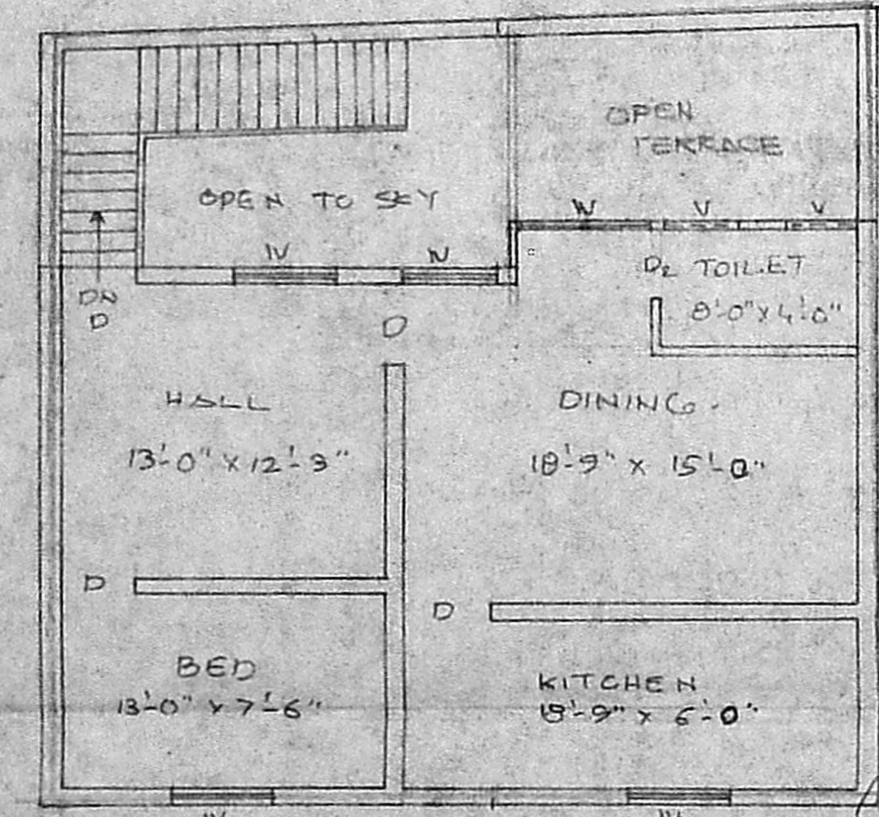 OPEN
TERRACE
OPEN TO SKY
W
V
V
W
W
D2 TOILET
8'-0" x 4'-0"
DN
D
D
HALL
13'-0" x 12'-3"
DINING.
18'-9" x 15'-0"
D
D
BED
13'-0" x 7'-6"
KITCHEN
18'-9" x 6'-0"
W
W